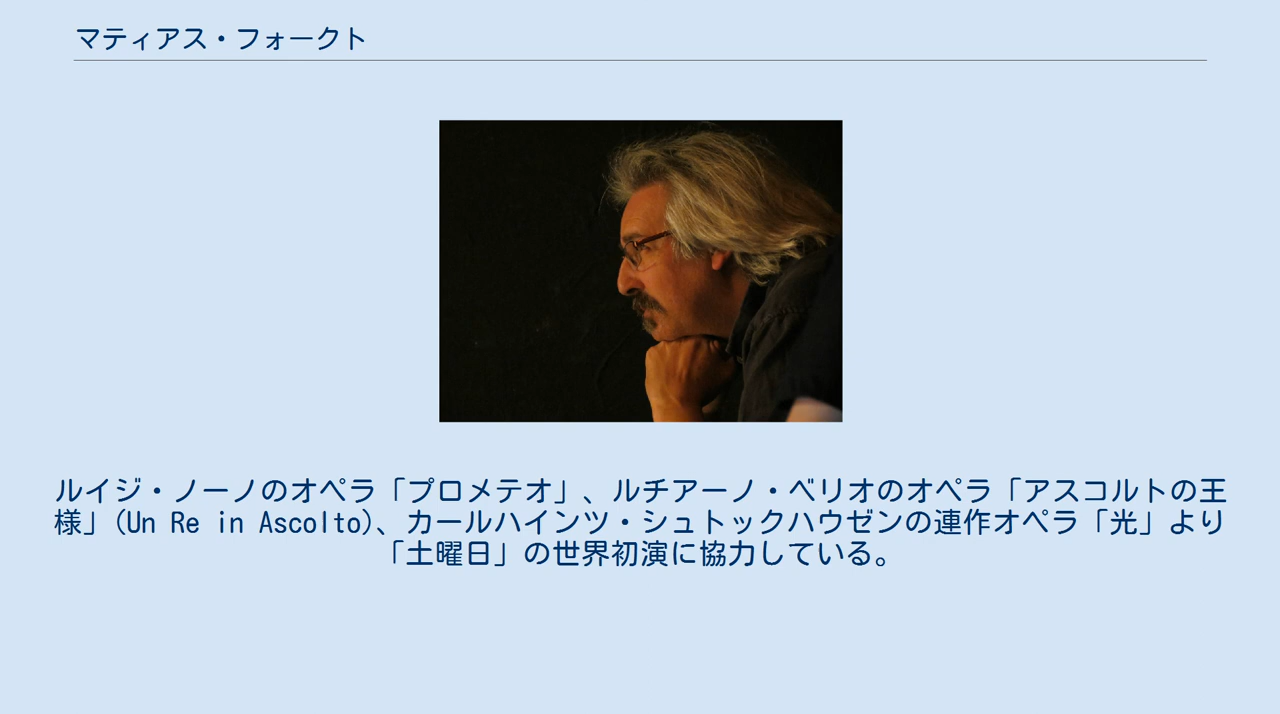 マティアス・フォークト
ルイジ・ノーノのオペラ「プロメテオ」、ルチアーノ・ベリオのオペラ「アスコルトの王
様」(Un Re in Ascolto)、カールハインツ・シュトックハウゼンの連作オペラ「光」より
「土曜日」の世界初演に協力している。